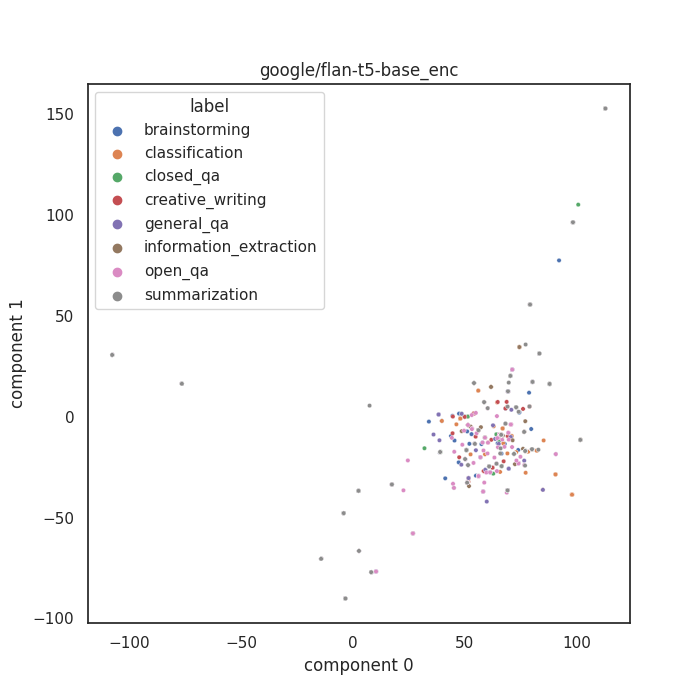 google/flan-t5-base_enc
label
brainstorming
classification
closed_qa
creative_writing
general_qa
information_extraction
open_qa
summarization
150
100
50
0
−50
−100
component 1
−100 −50 0 50 100
component 0